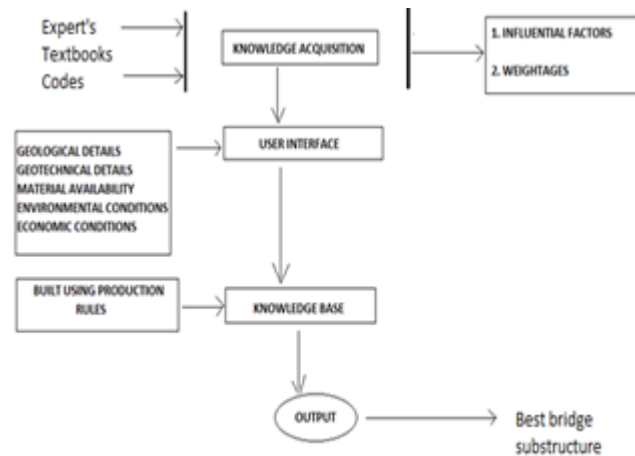 Expert's
Textbooks
Codes
KNOWLEDGE ACQUISITION
1. INFLUENTIAL FACTORS
2. WEIGHTAGES
USER INTERFACE
GEOLOGICAL DETAILS
GEOTECHNICAL DETAILS
MATERIAL AVAILABILITY
ENVIRONMENTAL CONDITIONS
ECONOMIC CONDITIONS
BUILT USING PRODUCTION
RULES
KNOWLEDGE BASE
OUTPUT
Best bridge
substructure